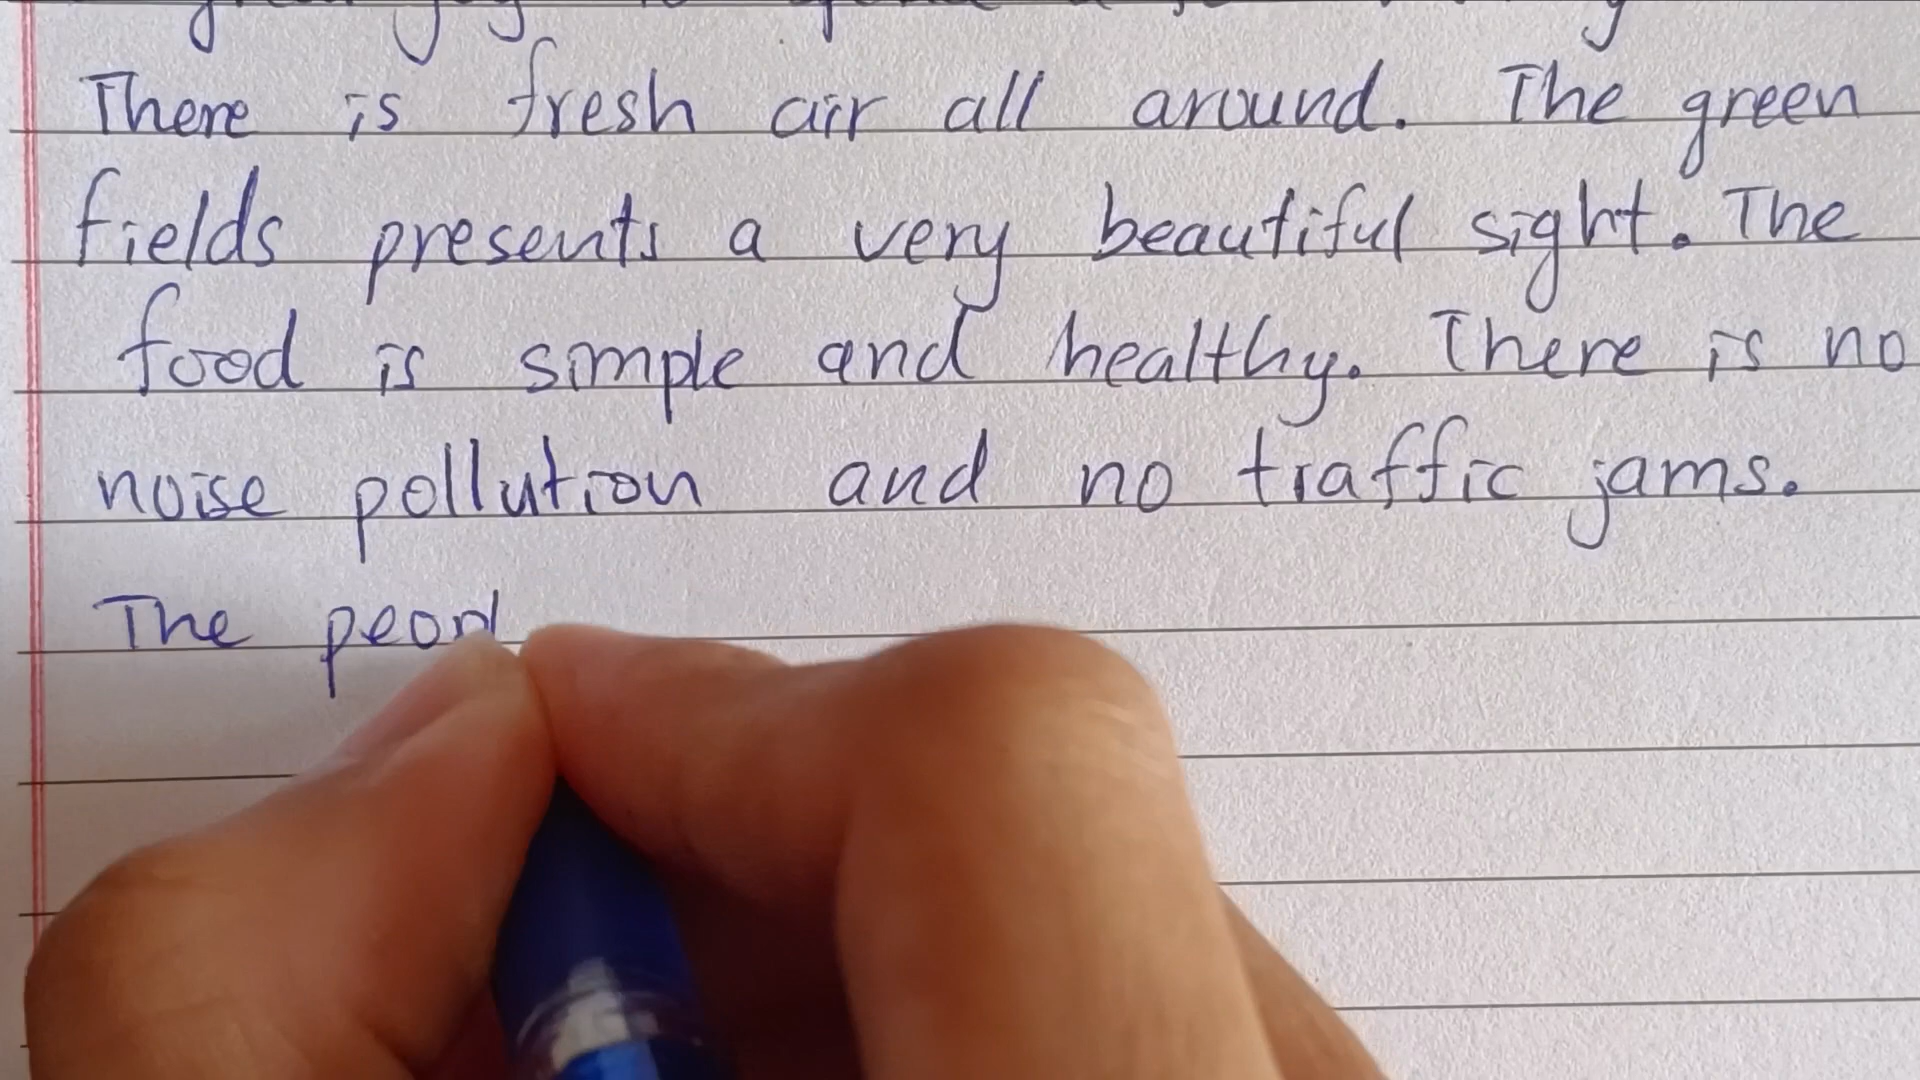 There is fresh air all around. The green
fields presents a very beautiful sight. The
food is simple and healthy. There is no
noise pollution and no traffic jams.
The peopl